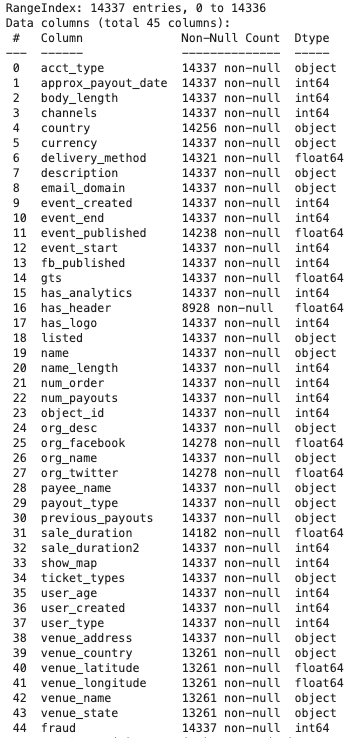 RangeIndex: 14337 entries, 0 to 14336
Data columns (total 45 columns):
 #   Column             Non-Null Count  Dtype
---  ------             --------------  -----
 0   acct_type          14337 non-null  object
 1   approx_payout_date 14337 non-null  int64
 2   body_length        14337 non-null  int64
 3   channels           14337 non-null  int64
 4   country            14256 non-null  object
 5   currency           14337 non-null  object
 6   delivery_method    14321 non-null  float64
 7   description        14337 non-null  object
 8   email_domain       14337 non-null  object
 9   event_created      14337 non-null  int64
 10  event_end          14337 non-null  int64
 11  event_published    14238 non-null  float64
 12  event_start        14337 non-null  int64
 13  fb_published       14337 non-null  int64
 14  gts                14337 non-null  float64
 15  has_analytics      14337 non-null  int64
 16  has_header         8928 non-null   float64
 17  has_logo           14337 non-null  int64
 18  listed             14337 non-null  object
 19  name               14337 non-null  object
 20  name_length        14337 non-null  int64
 21  num_order          14337 non-null  int64
 22  num_payouts        14337 non-null  int64
 23  object_id          14337 non-null  int64
 24  org_desc           14337 non-null  object
 25  org_facebook       14278 non-null  float64
 26  org_name           14337 non-null  object
 27  org_twitter        14278 non-null  float64
 28  payee_name         14337 non-null  object
 29  payout_type        14337 non-null  object
 30  previous_payouts   14337 non-null  object
 31  sale_duration      14182 non-null  float64
 32  sale_duration2     14337 non-null  int64
 33  show_map           14337 non-null  int64
 34  ticket_types       14337 non-null  object
 35  user_age           14337 non-null  int64
 36  user_created       14337 non-null  int64
 37  user_type          14337 non-null  int64
 38  venue_address      14337 non-null  object
 39  venue_country      13261 non-null  object
 40  venue_latitude     13261 non-null  float64
 41  venue_longitude    13261 non-null  float64
 42  venue_name         13261 non-null  object
 43  venue_state        13261 non-null  object
 44  fraud              14337 non-null  int64